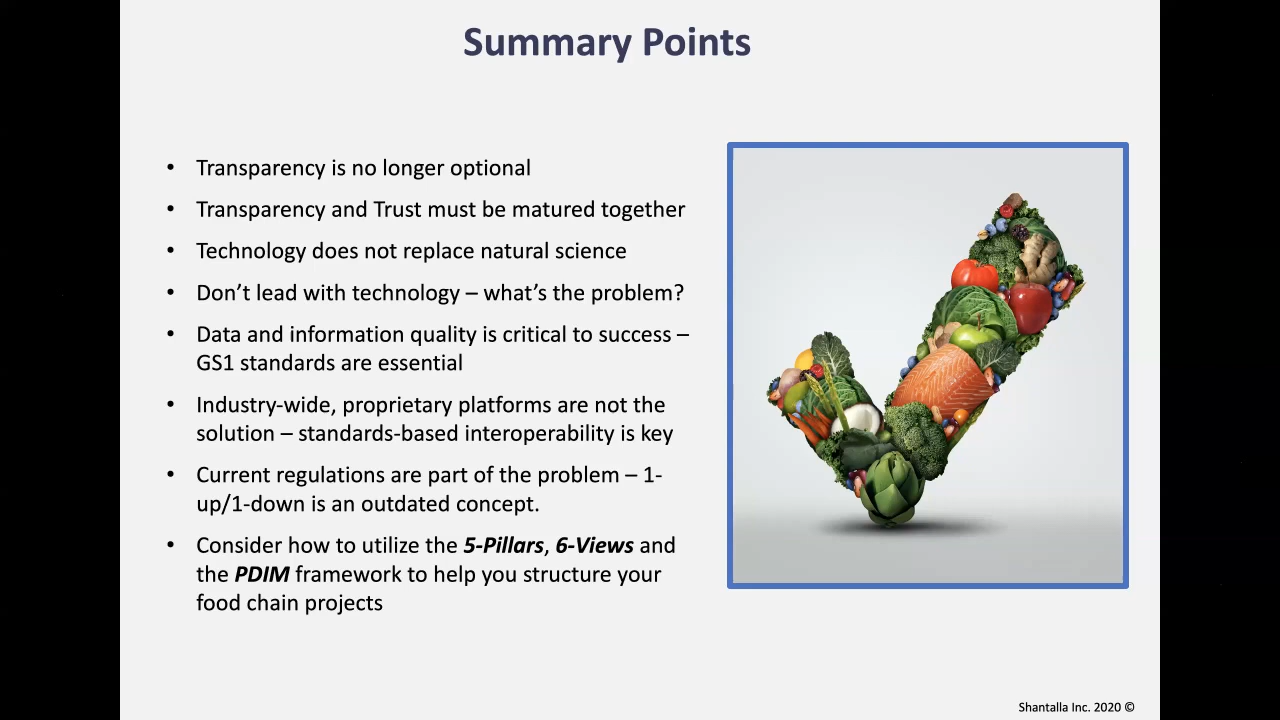 Summary Points
• Transparency is no longer optional
• Transparency and Trust must be matured together
• Technology does not replace natural science
• Don’t lead with technology – what’s the problem?
• Data and information quality is critical to success –
GS1 standards are essential
• Industry-wide, proprietary platforms are not the
solution – standards-based interoperability is key
• Current regulations are part of the problem – 1-
up/1-down is an outdated concept.
• Consider how to utilize the 5-Pillars, 6-Views and
the PDIM framework to help you structure your
food chain projects
Shantalla Inc. 2020 ©